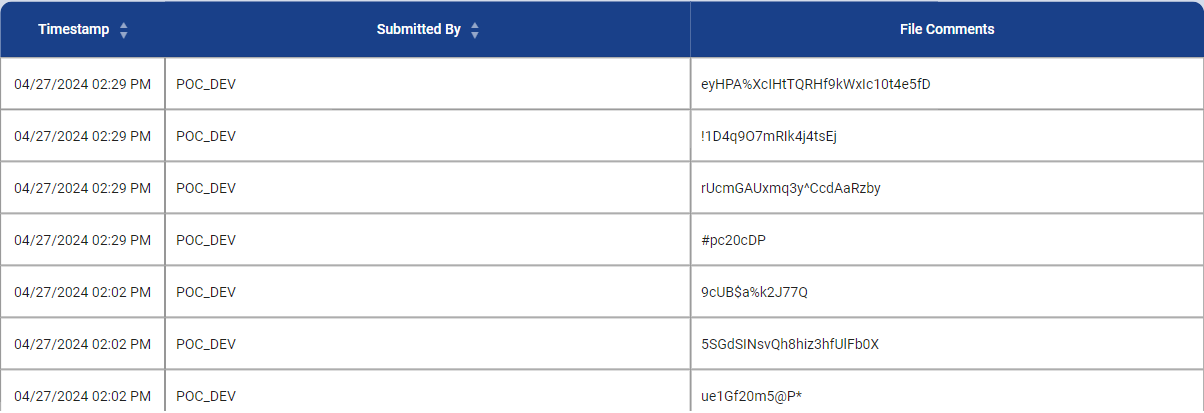 Timestamp Submitted By File Comments
04/27/2024 02:29 PM POC_DEV eyHPA%XcIHtTQRHf9kWxIc10t4e5fD
04/27/2024 02:29 PM POC_DEV !1D4q9O7mRIk4j4tsEj
04/27/2024 02:29 PM POC_DEV rUcmGAUxmq3y^CcdAaRzby
04/27/2024 02:29 PM POC_DEV #pc20cDP
04/27/2024 02:02 PM POC_DEV 9cUB$a%k2J77Q
04/27/2024 02:02 PM POC_DEV 5SGdSINsvQh8hiz3hfUlFb0X
04/27/2024 02:02 PM POC_DEV ue1Gf20m5@P*